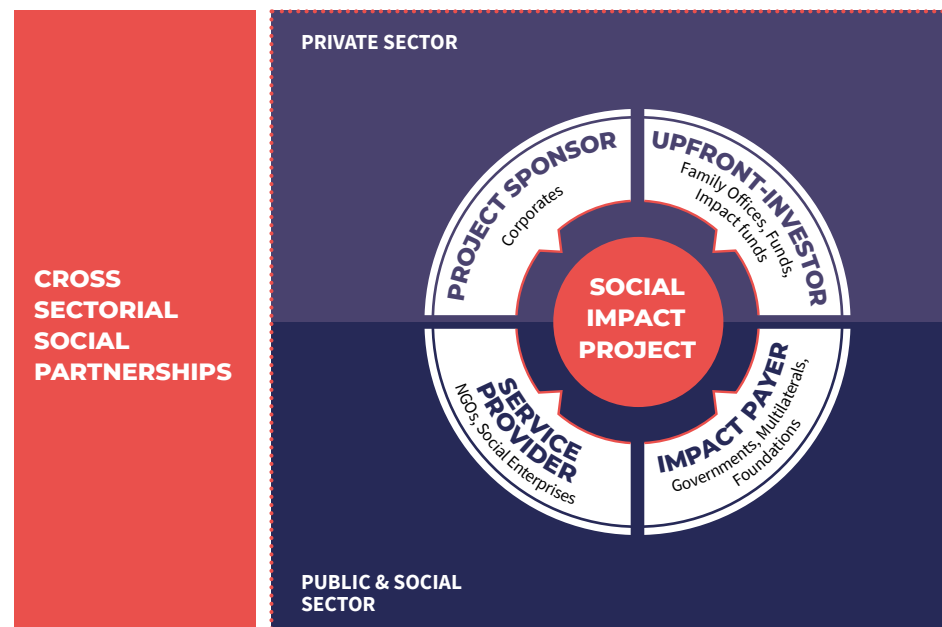 CROSS
SECTORIAL
SOCIAL
PARTNERSHIPS
PRIVATE SECTOR
PROJECT SPONSOR
Corporates
UPFRONT-INVESTOR
Family Offices, Funds,
Impact funds
SOCIAL
IMPACT
PROJECT
SERVICE
PROVIDER
NGOs, Social Enterprises
IMPACT PAYER
Governments, Multilaterals,
Foundations
PUBLIC & SOCIAL
SECTOR